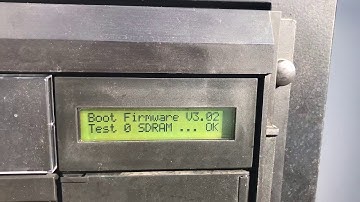 Boot Firmware V3.02
Test 0 SDRAM ... OK